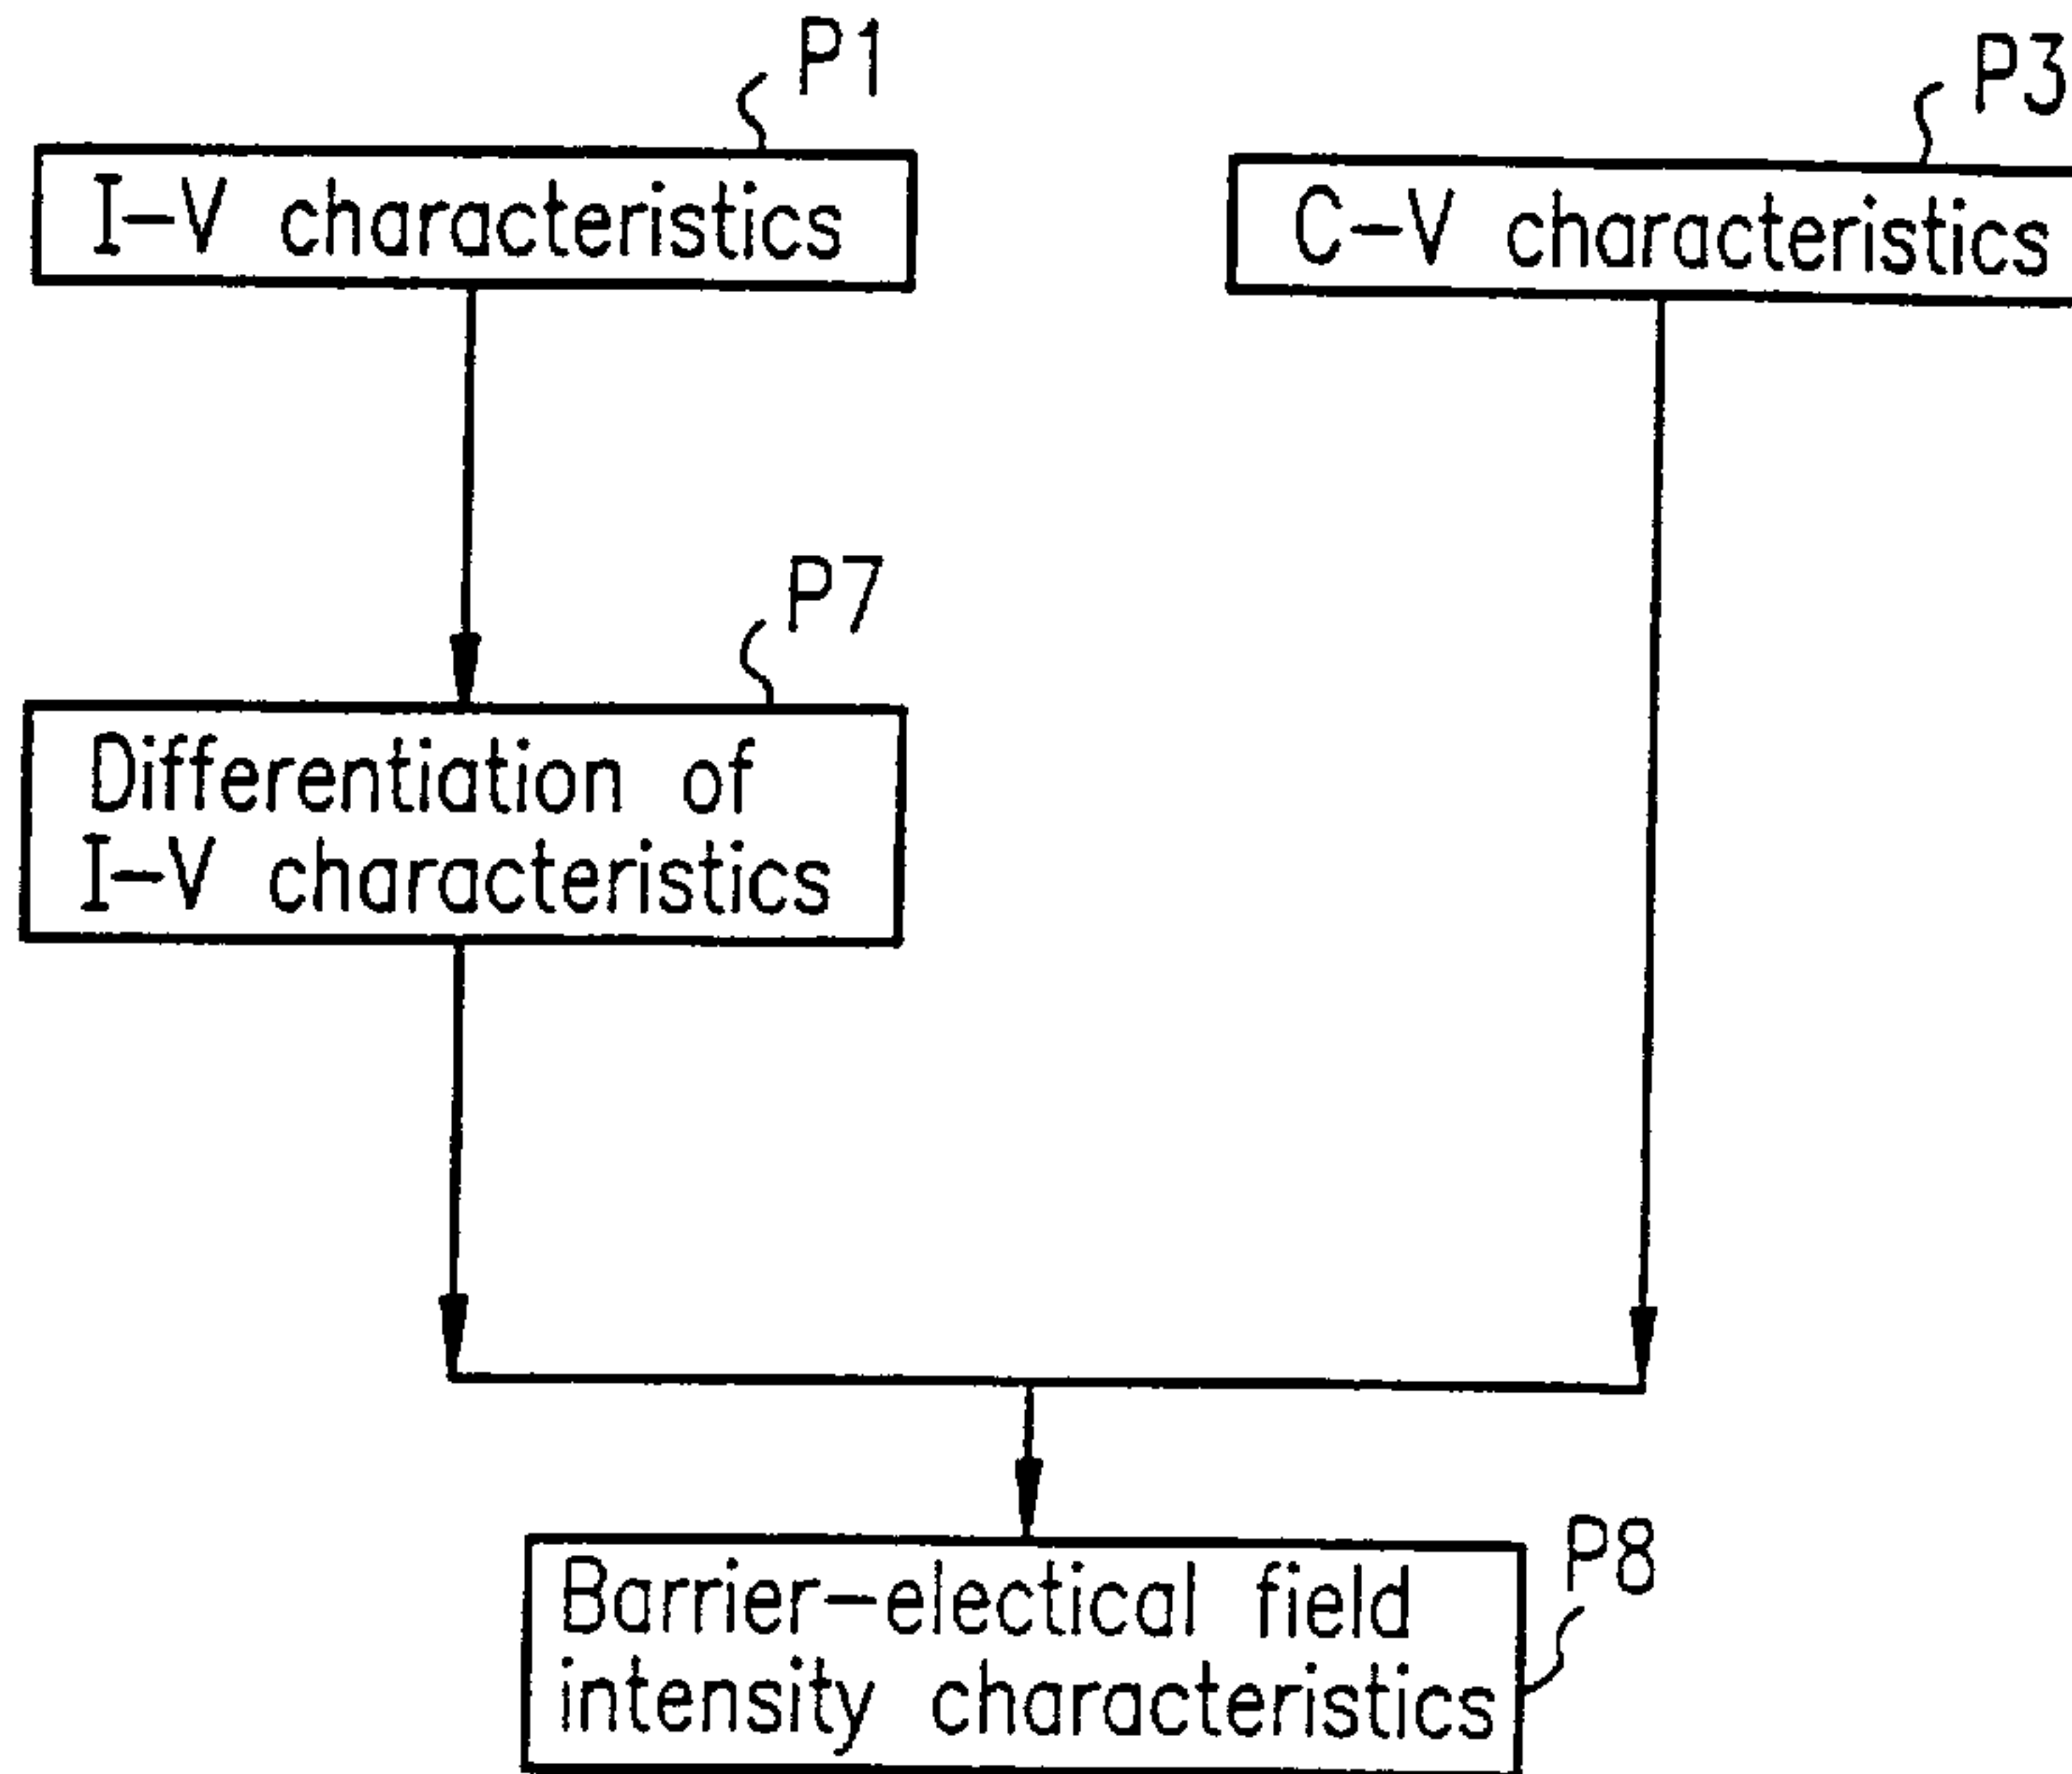 P1
I-V characteristics
P3
C-V characteristics
P7
Differentiation of
I-V characteristics
P8
Barrier-electical field
intensity characteristics